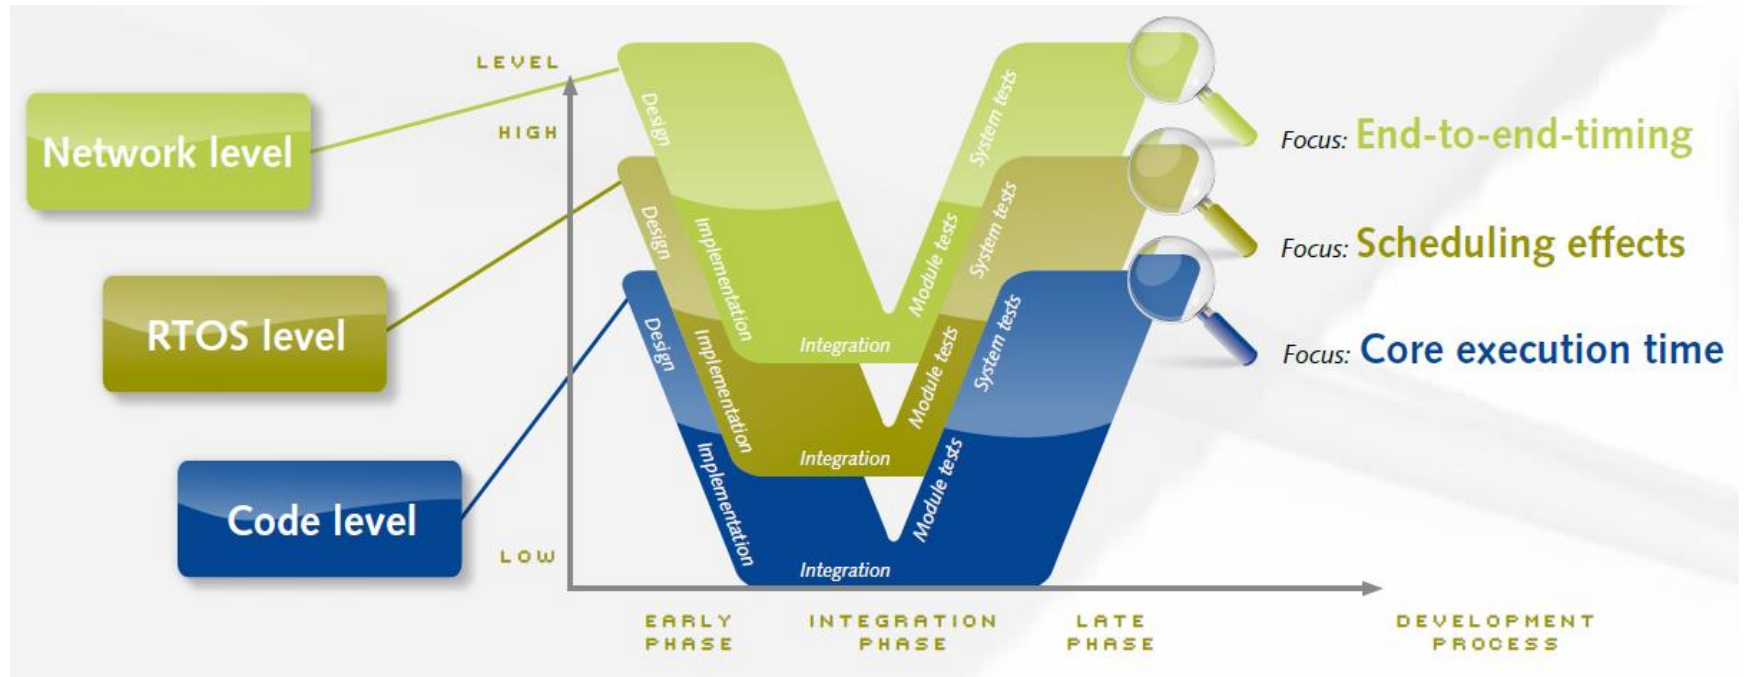 LEVEL
HIGH
LOW
Network level
RTOS level
Code level
Design
Implementation
Integration
Module tests
System tests
Design
Implementation
Integration
Module tests
System tests
Design
Implementation
Integration
Module tests
System tests
Focus: End-to-end-timing
Focus: Scheduling effects
Focus: Core execution time
EARLY
PHASE
INTEGRATION
PHASE
LATE
PHASE
DEVELOPMENT
PROCESS